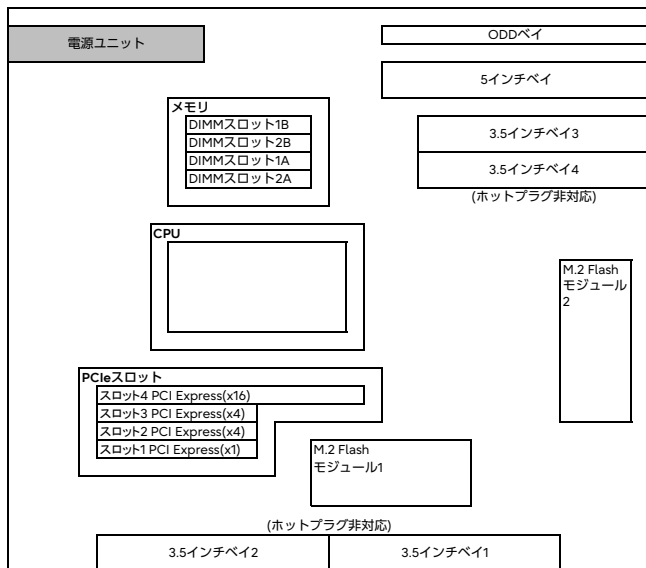 電源ユニット
ODDベイ
5インチベイ
メモリ
DIMMスロット1B
DIMMスロット2B
DIMMスロット1A
DIMMスロット2A
3.5インチベイ3
3.5インチベイ4
(ホットプラグ非対応)
CPU
M.2 Flash
モジュール
2
PCIeスロット
スロット4 PCI Express(x16)
スロット3 PCI Express(x4)
スロット2 PCI Express(x4)
スロット1 PCI Express(x1)
M.2 Flash
モジュール1
(ホットプラグ非対応)
3.5インチベイ2
3.5インチベイ1